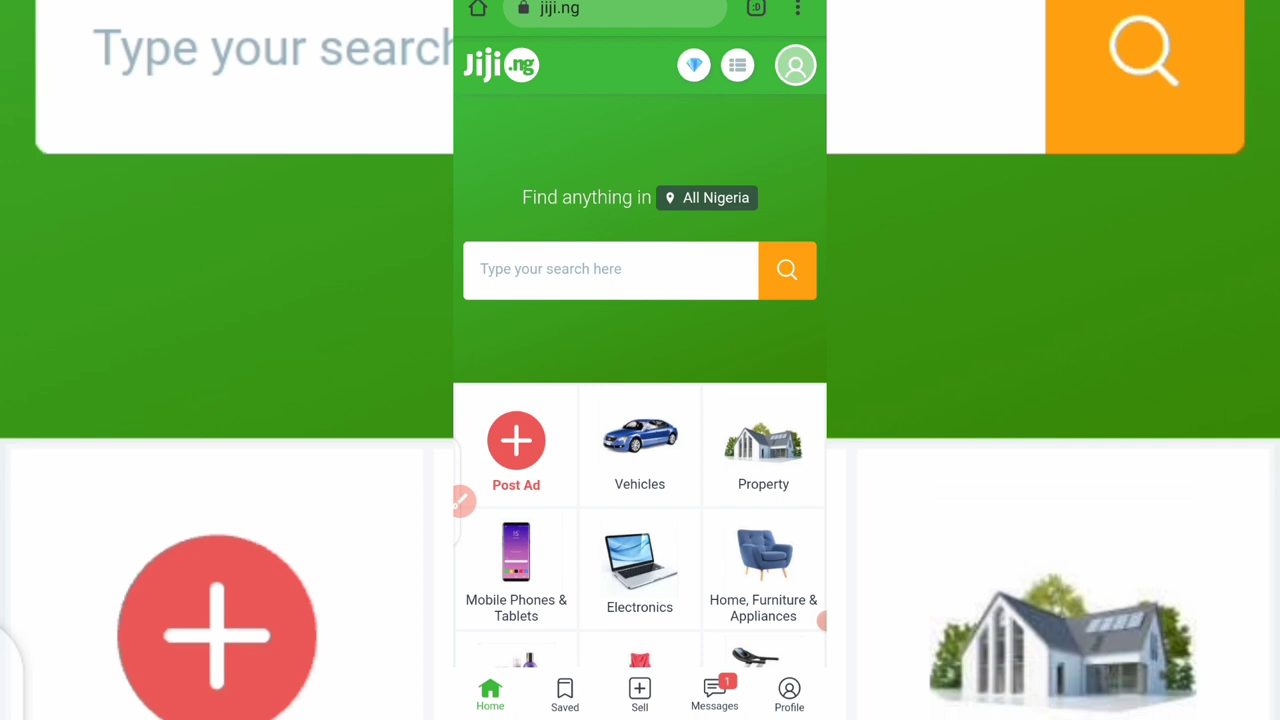 Type your search
:D
jiji.ng
Jiji .ng
Find anything in All Nigeria
Type your search here
Post Ad
Vehicles
Property
Mobile Phones &
Tablets
Electronics
Home, Furniture &
Appliances
1
Home
Saved
Sell
Messages
Profile